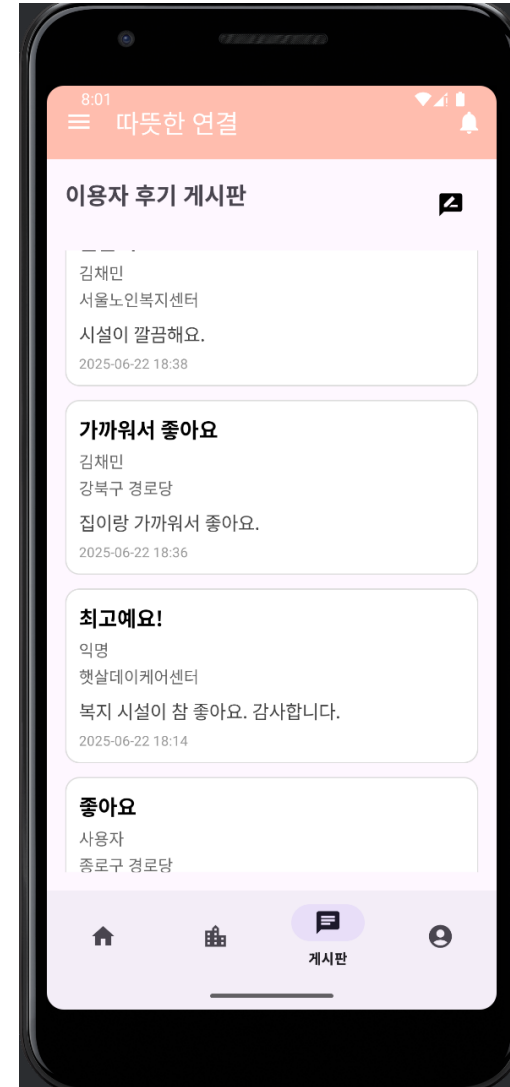 8:01
따뜻한 연결
이용자 후기 게시판
김채민
서울노인복지센터
시설이 깔끔해요.
2025-06-22 18:38
가까워서 좋아요
김채민
강북구 경로당
집이랑 가까워서 좋아요.
2025-06-22 18:36
최고예요!
익명
햇살데이케어센터
복지 시설이 참 좋아요. 감사합니다.
2025-06-22 18:14
좋아요
사용자
종로구 경로당
게시판